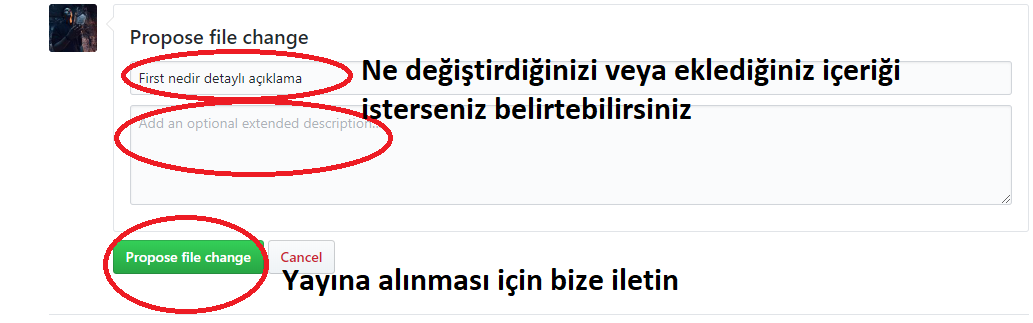 Propose file change
First nedir detaylı açıklama
Ne değiştirdiğinizi veya eklediğiniz içeriği
isterseniz belirtebilirsiniz
Add an optional extended description...
Propose file change
Cancel
Yayına alınması için bize iletin